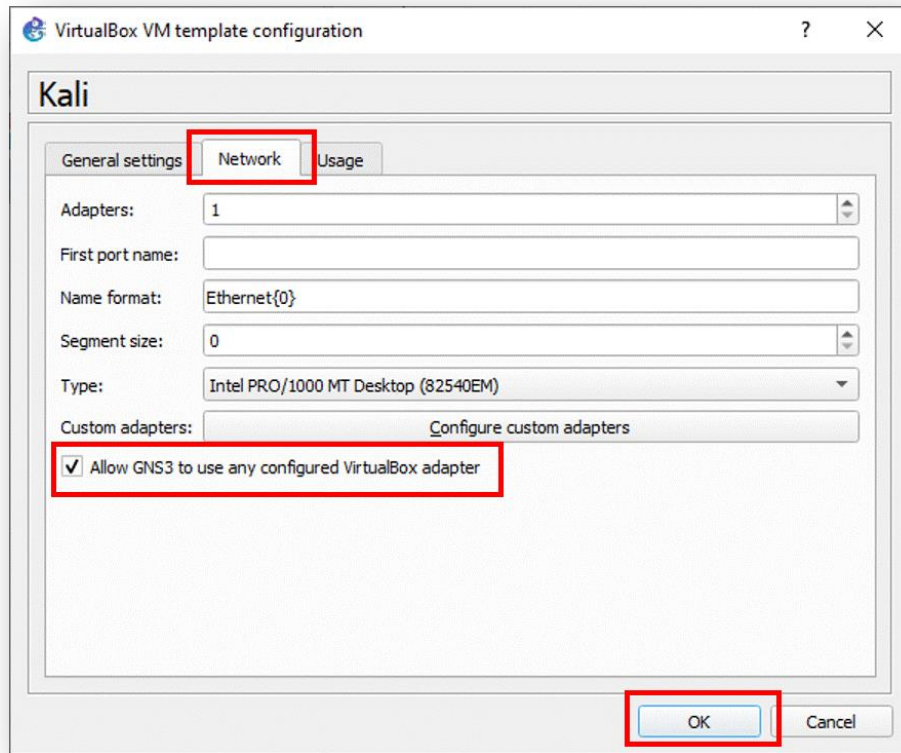 VirtualBox VM template configuration ?
Kali
General settings Network Usage
Adapters: 1
First port name:
Name format: Ethernet{0}
Segment size: 0
Type: Intel PRO/1000 MT Desktop (82540EM)
Custom adapters: Configure custom adapters
Allow GNS3 to use any configured VirtualBox adapter
OK Cancel